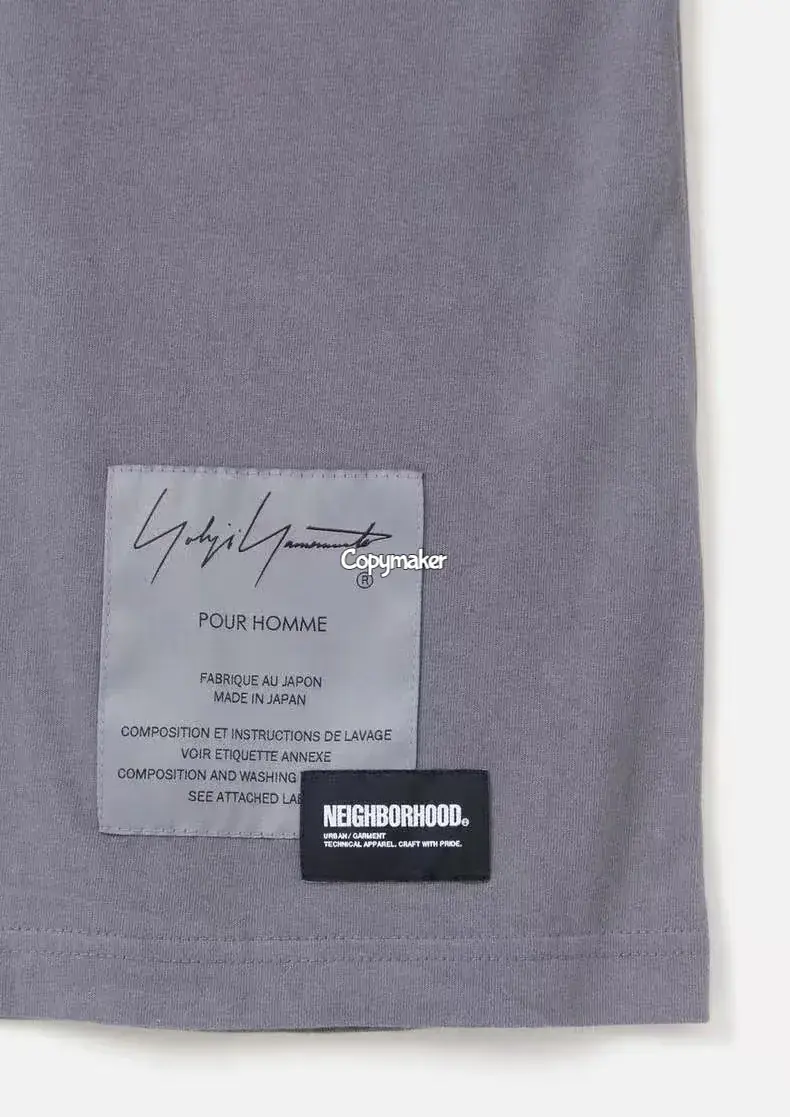 Yohji Yamamoto
Copymaker
®
POUR HOMME
FABRIQUE AU JAPON
MADE IN JAPAN
COMPOSITION ET INSTRUCTIONS DE LAVAGE
VOIR ETIQUETTE ANNEXE
COMPOSITION AND WASHING
SEE ATTACHED
NEIGHBORHOOD®
URBAN / GARMENT
TECHNICAL APPAREL. CRAFT WITH PRIDE.